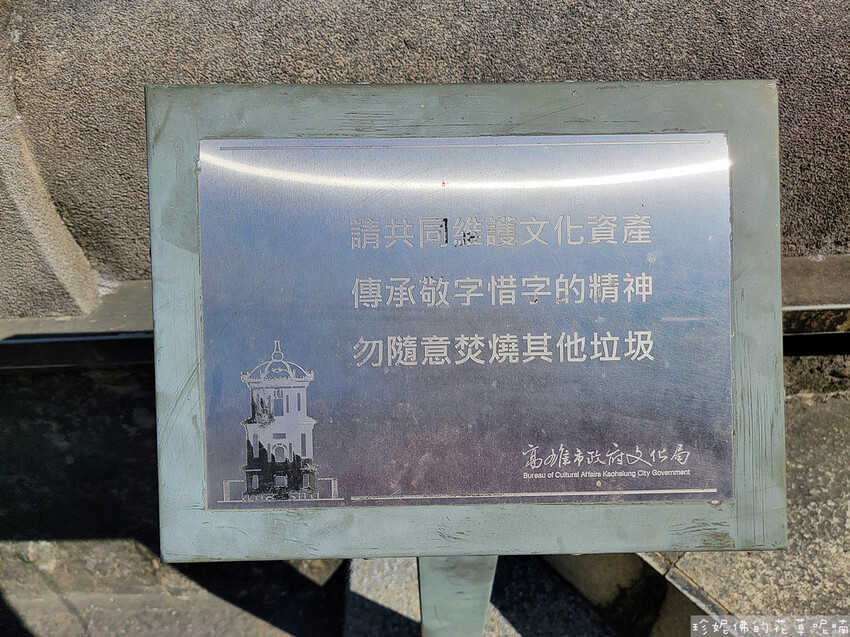 請共同維護文化資產
傳承敬字惜字的精神
勿隨意焚燒其他垃圾
高雄市政府文化局
Bureau of Cultural Affairs Kaohsiung City Government
珍妮佛的花草呢喃